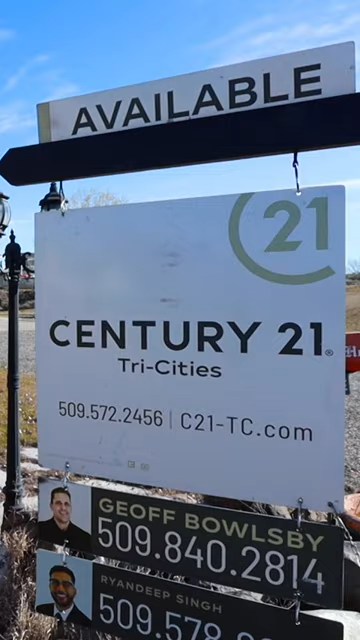 AVAILABLE
21
CENTURY 21®
Tri-Cities
509.572.2456 | C21-TC.com
GEOFF BOWLSBY
509.840.2814
RYANDEEP SINGH
509.578.